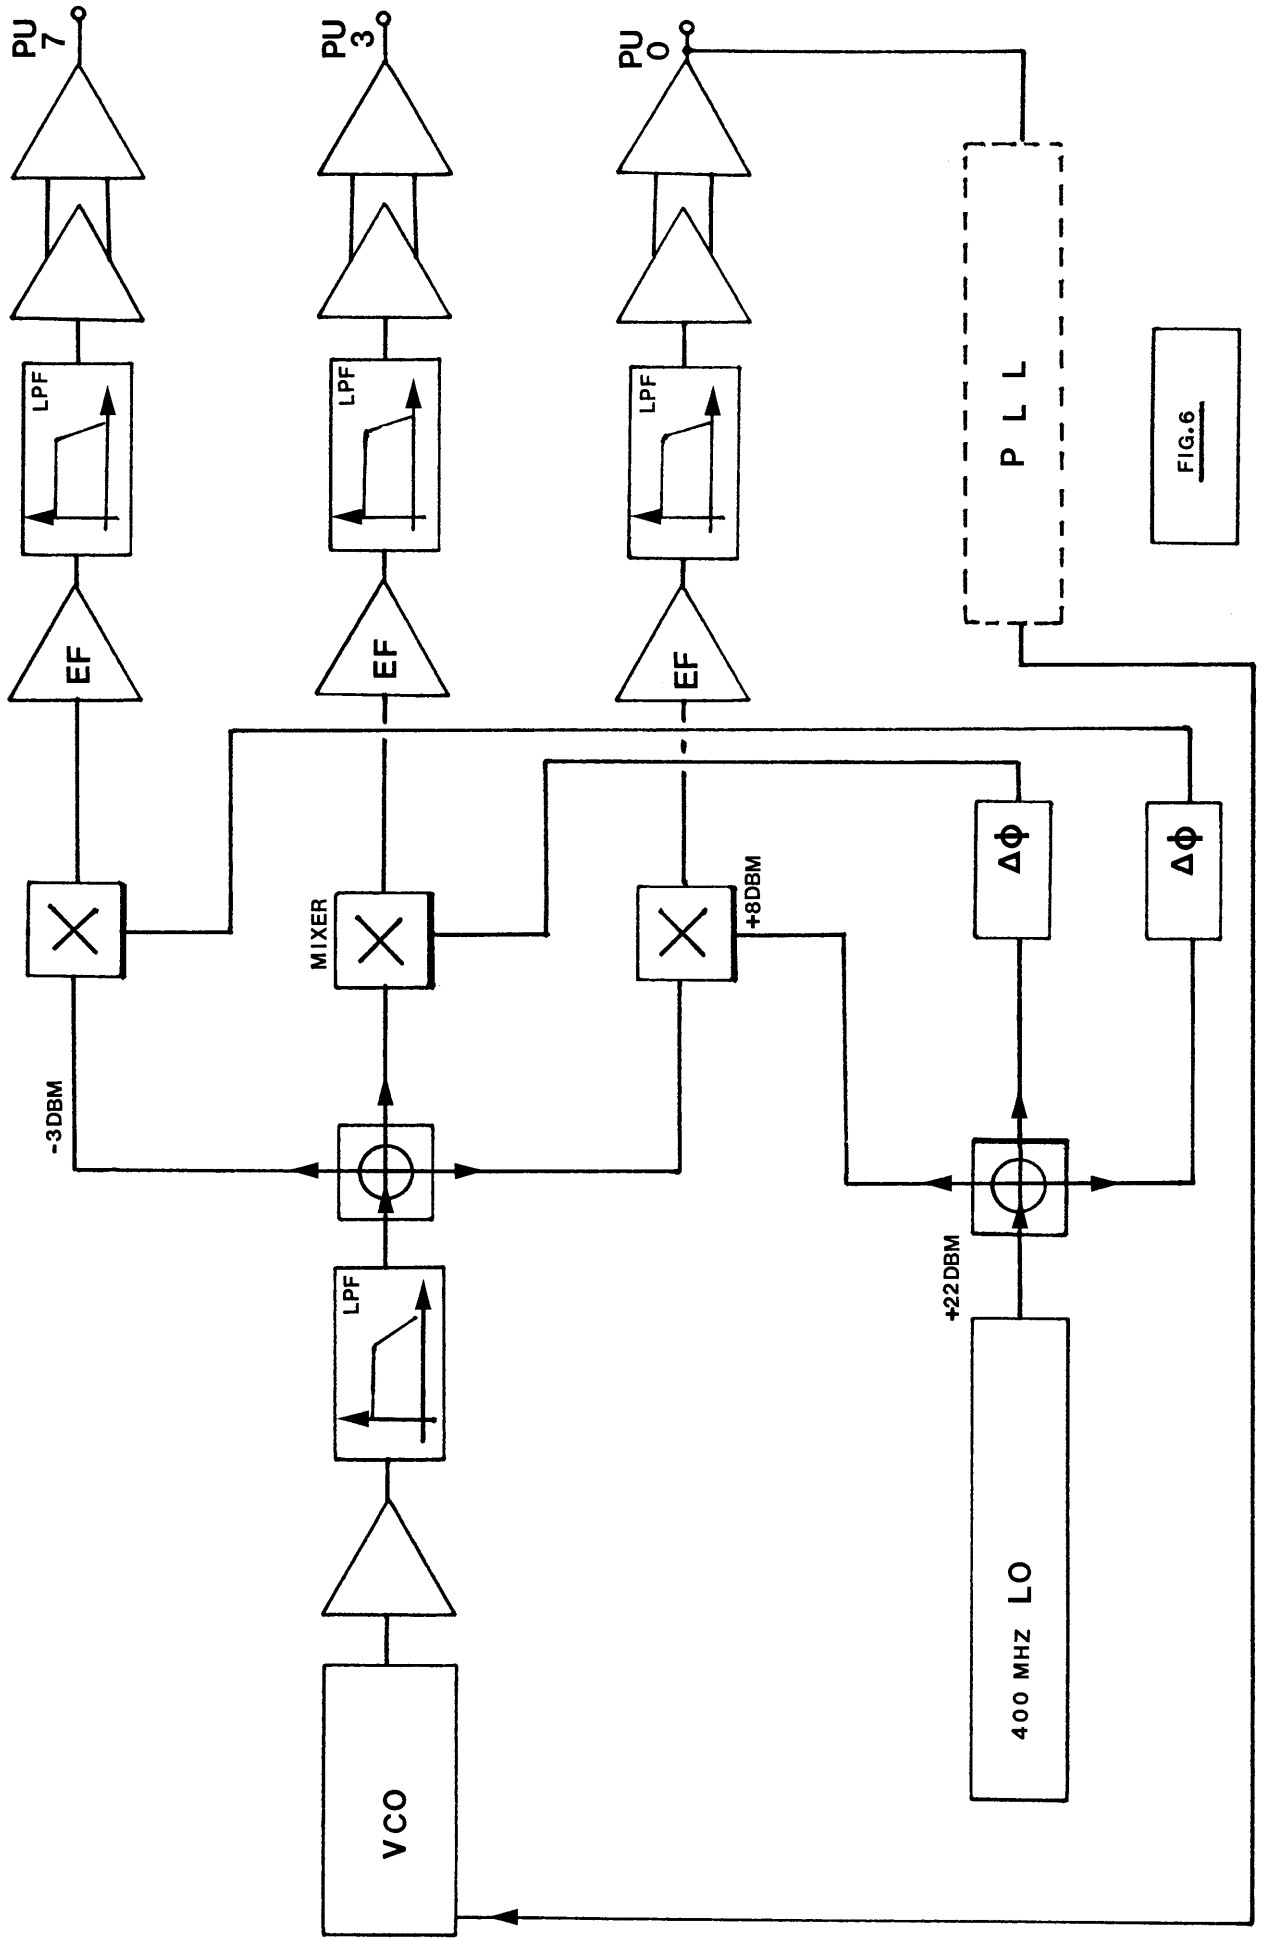 PU
7
PU
3
PU
0
LPF
LPF
LPF
EF
EF
EF
P L L
FIG.6
MIXER
+8DBM
Δφ
Δφ
-3DBM
+22DBM
LPF
VCO
400 MHZ LO